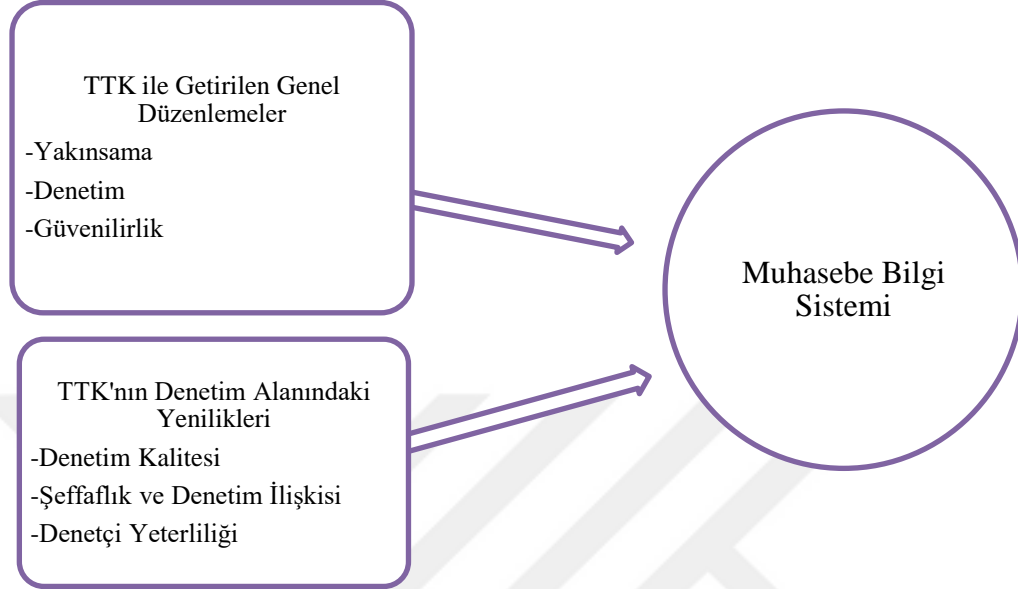 TTK ile Getirilen Genel
Düzenlemeler
-Yakınsama
-Denetim
-Güvenilirlik
Muhasebe Bilgi
Sistemi
TTK'nın Denetim Alanındaki
Yenilikleri
-Denetim Kalitesi
-Şeffaflık ve Denetim İlişkisi
-Denetçi Yeterliliği